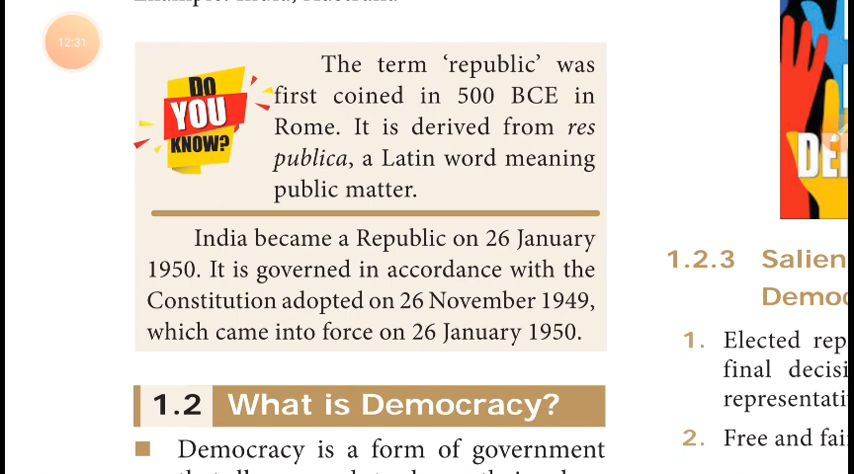 12:31
The term ‘republic’ was
first coined in 500 BCE in
Rome. It is derived from res
publica, a Latin word meaning
public matter.
DO
YOU
KNOW?
India became a Republic on 26 January
1950. It is governed in accordance with the
Constitution adopted on 26 November 1949,
which came into force on 26 January 1950.
1.2 What is Democracy?
■ Democracy is a form of government
DE
1.2.3 Salien
Democ
1. Elected rep
final decisi
representati
2. Free and fai